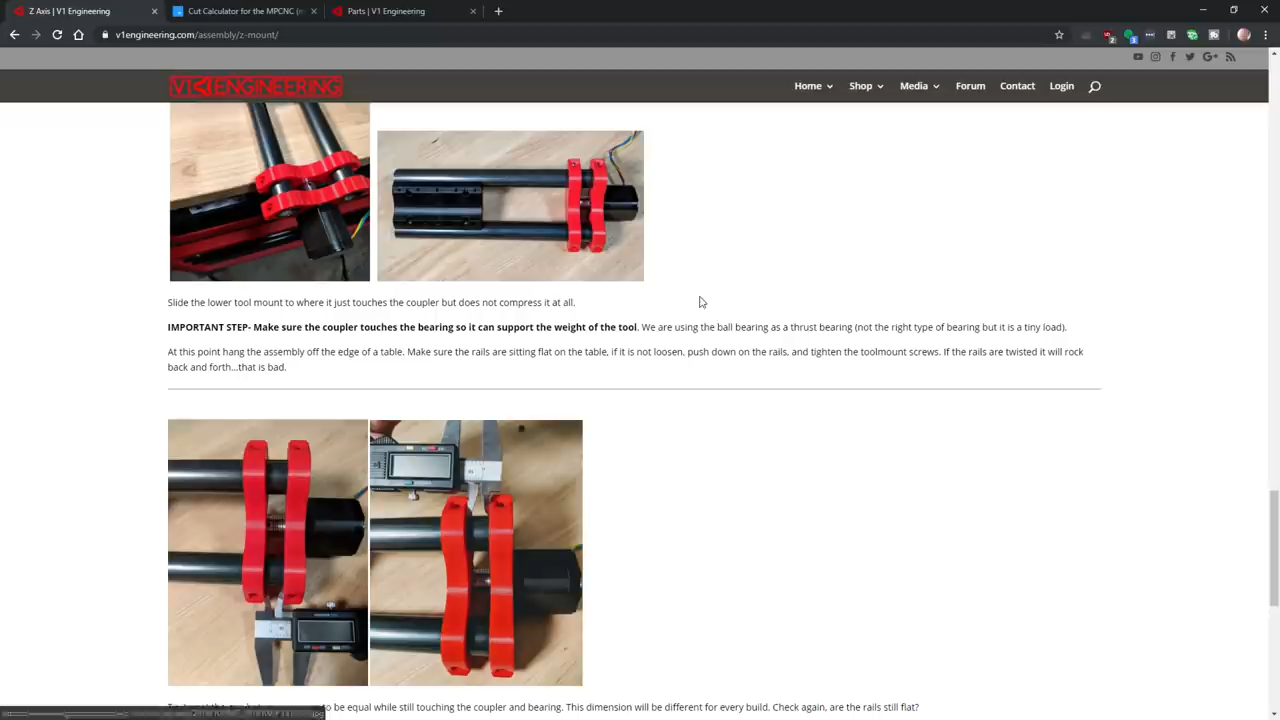 Z Axis | V1 Engineering
Cut Calculator for the MPCNC (m
Parts | V1 Engineering
v1engineering.com/assembly/z-mount/
V1 ENGINEERING
Home
Shop
Media
Forum
Contact
Login
Slide the lower tool mount to where it just touches the coupler but does not compress it at all.
IMPORTANT STEP- Make sure the coupler touches the bearing so it can support the weight of the tool. We are using the ball bearing as a thrust bearing (not the right type of bearing but it is a tiny load).
At this point hang the assembly off the edge of a table. Make sure the rails are sitting flat on the table, if it is not loosen, push down on the rails, and tighten the toolmount screws. If the rails are twisted it will rock
back and forth...that is bad.
to be equal while still touching the coupler and bearing. This dimension will be different for every build. Check again, are the rails still flat?